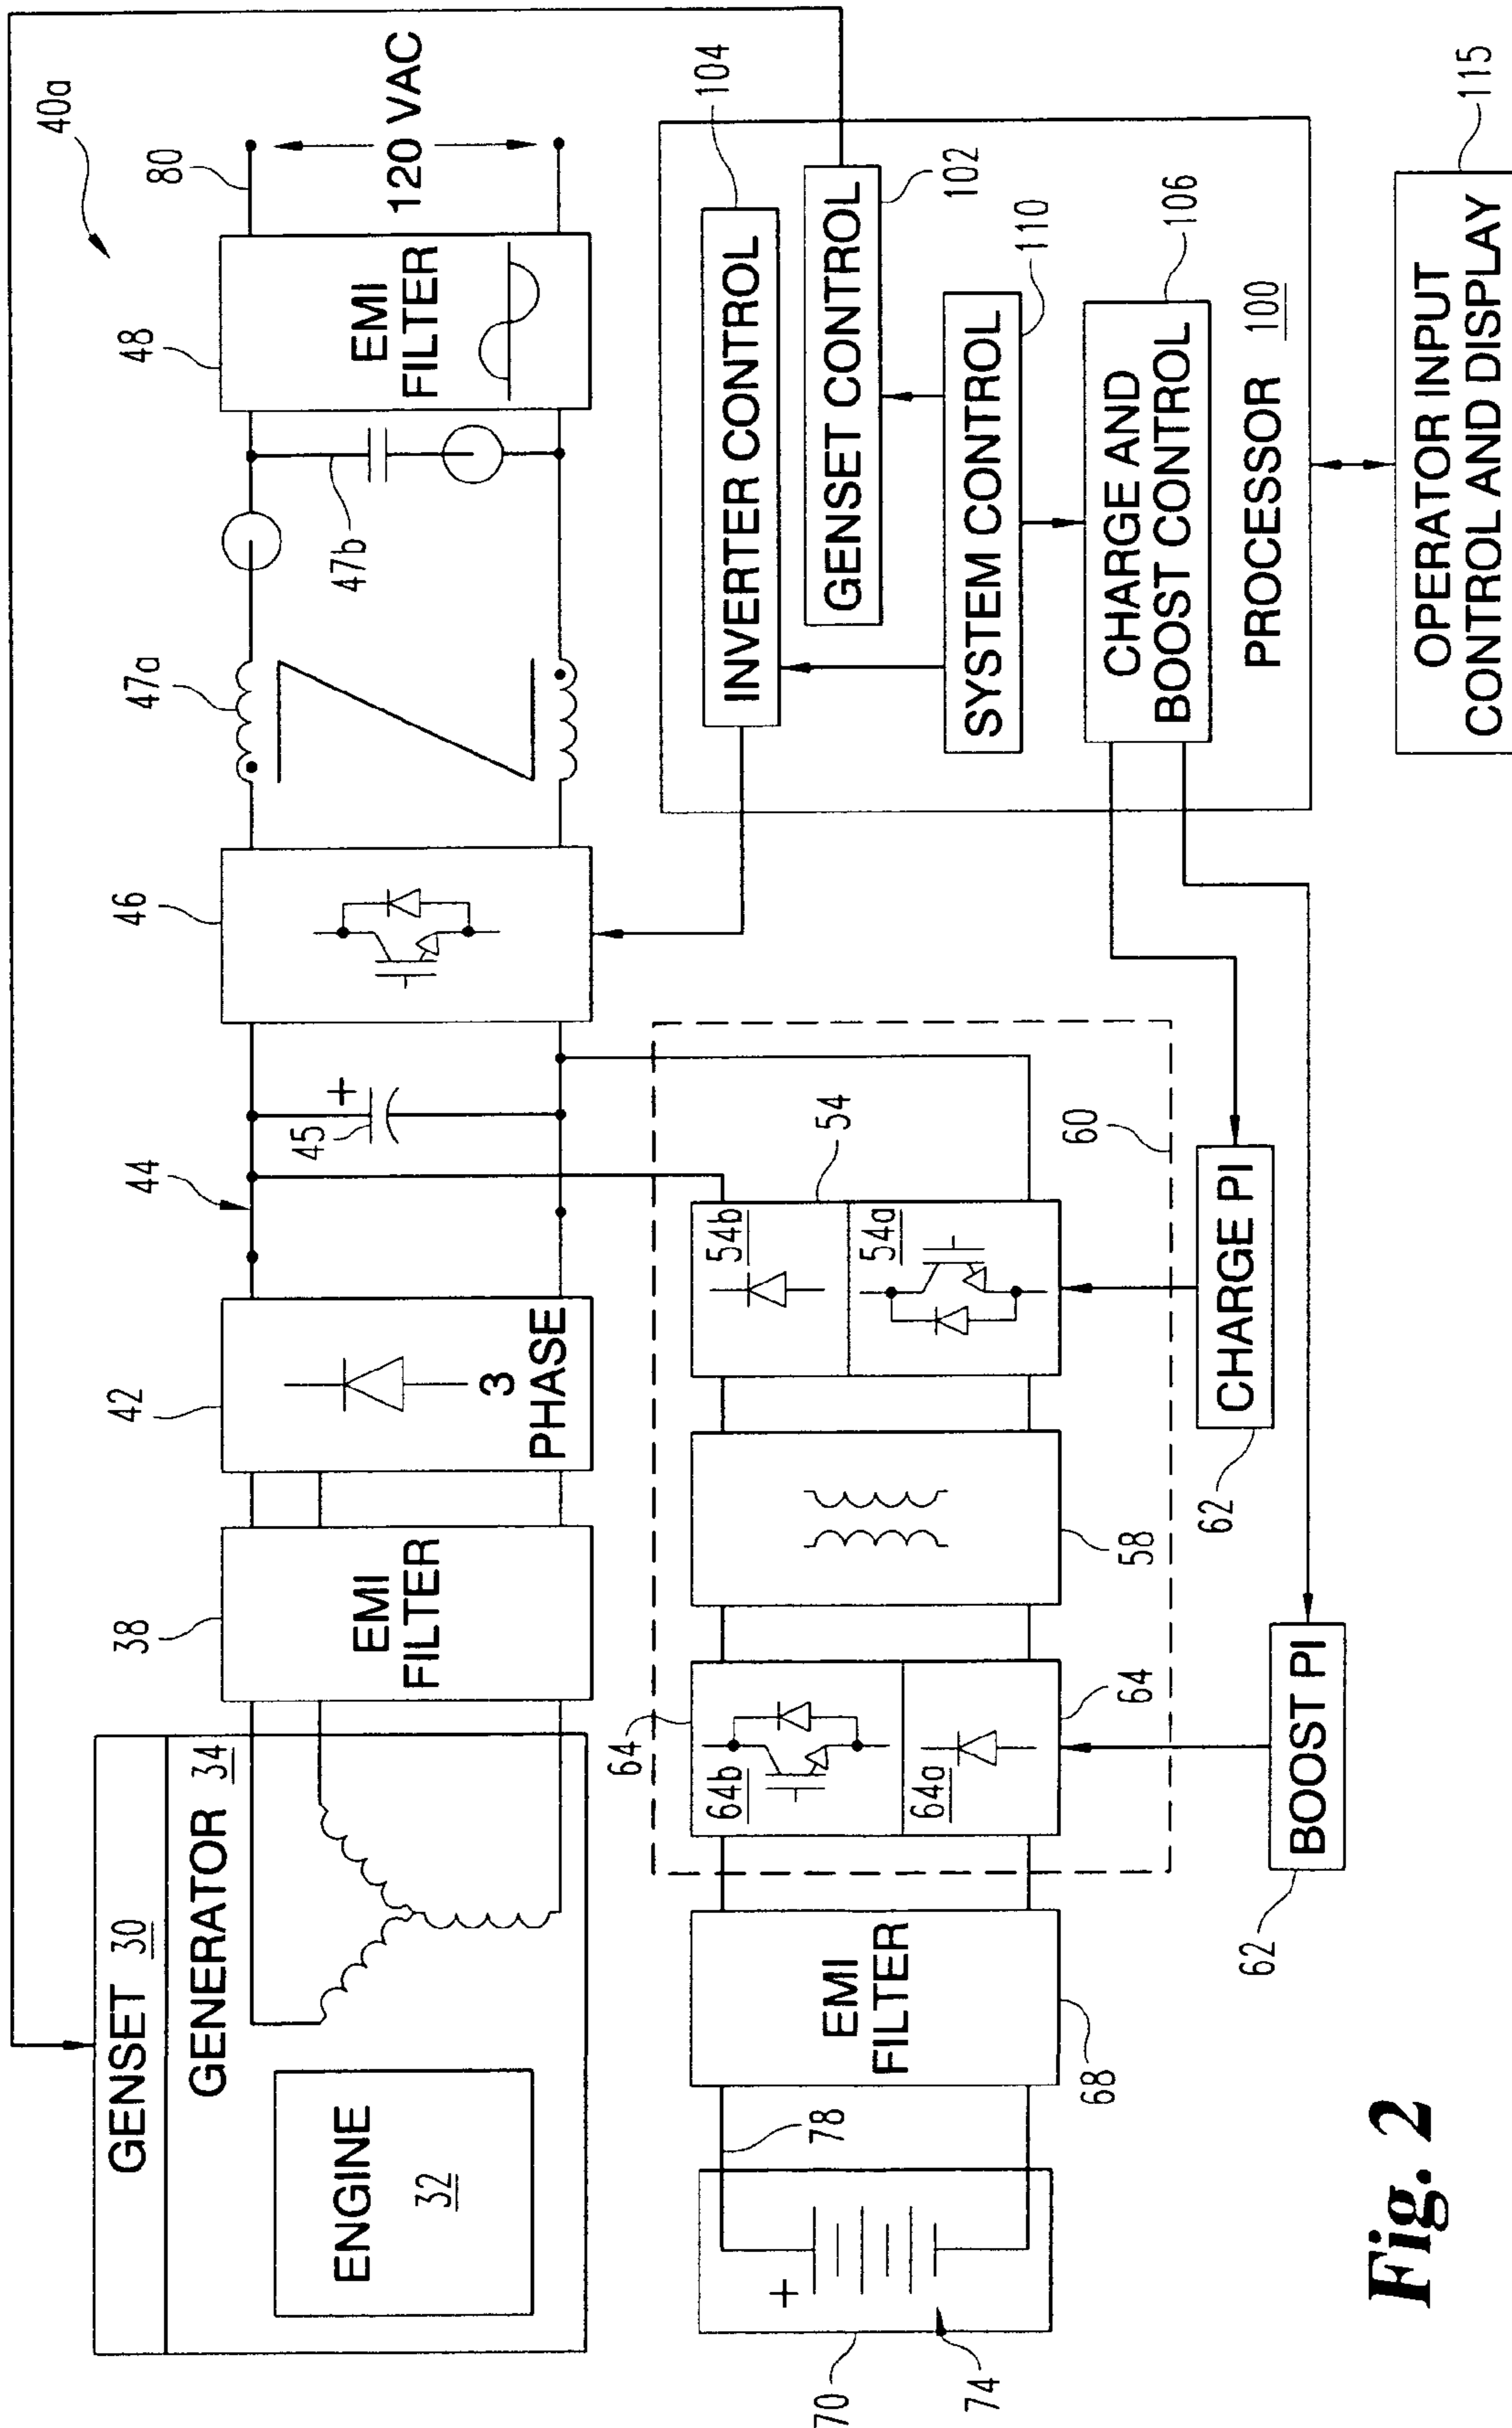 40a
GENSET 30
GENERATOR 34
ENGINE
32
38
EMI
FILTER
42
3
PHASE
44
45
+
46
47a
47b
48
EMI
FILTER
80
120 VAC
70
74
+
78
68
EMI
FILTER
64
64b
64a
64
58
54
54b
54a
60
62
BOOST PI
62
CHARGE PI
104
INVERTER CONTROL
GENSET CONTROL
102
SYSTEM CONTROL
110
CHARGE AND
BOOST CONTROL
106
PROCESSOR 100
OPERATOR INPUT
CONTROL AND DISPLAY
115
Fig. 2